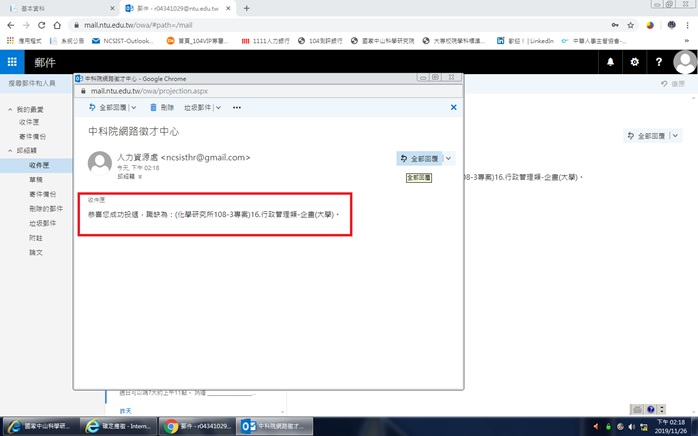 基本資料
郵件 - r04341029@ntu.edu.tw
mail.ntu.edu.tw/owa/#path=/mail
應用程式
系統公告
NCSIST-Outlook...
首頁_104VIP專屬...
1111人力銀行
104測評銀行
國家中山科學研究院
大專校院學科標準...
歡迎！ | LinkedIn
中華人事主管協會-...
郵件
搜尋郵件和人員
復原
我的最愛
收件匣
寄件備份
邱紹穎
收件匣
草稿
寄件備份
刪除的郵件
垃圾郵件
附註
論文
中科院網路徵才中心 - Google Chrome
mail.ntu.edu.tw/owa/projection.aspx
全部回覆
刪除
垃圾郵件
中科院網路徵才中心
人力資源處 <ncsisthr@gmail.com>
今天, 下午 02:18
全部回覆
全部回覆
收件匣
恭喜您成功投遞，職缺為：(化學研究所108-3專案)16.行政管理類-企畫(大學)。
全部回覆
08-3專案)16.行政管理類-企畫(大學)。
昨天
國家中山科學研...
確定應徵 - Intern...
郵件 - r0434102...
中科院網路徵才...
下午 02:18
2019/11/26